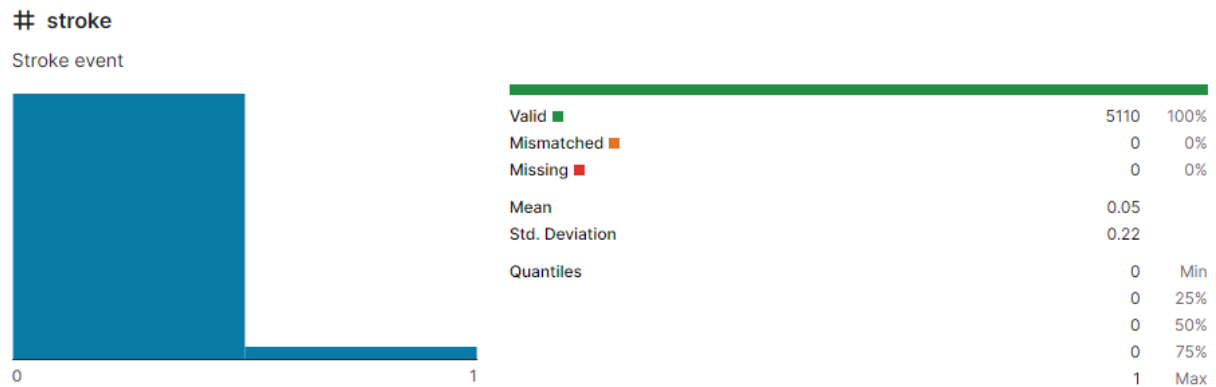 # stroke
Stroke event
Valid 5110 100%
Mismatched 0 0%
Missing 0 0%
Mean 0.05
Std. Deviation 0.22
Quantiles 0 Min
0 25%
0 50%
0 75%
1 Max
0 1